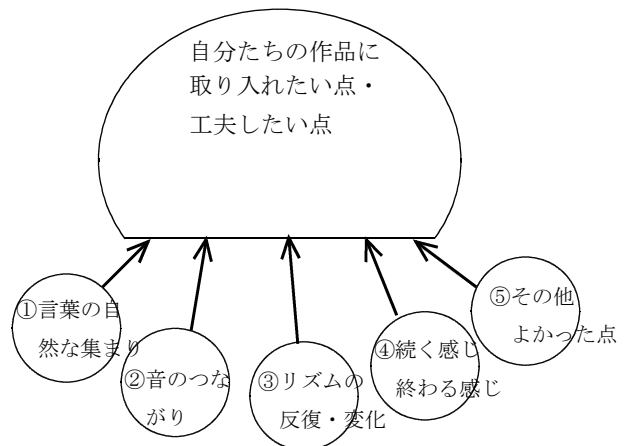 自分たちの作品に
取り入れたい点・
工夫したい点
①言葉の自
然な集まり
②音のつな
がり
③リズムの
反復・変化
④続く感じ
終わる感じ
⑤その他
よかった点